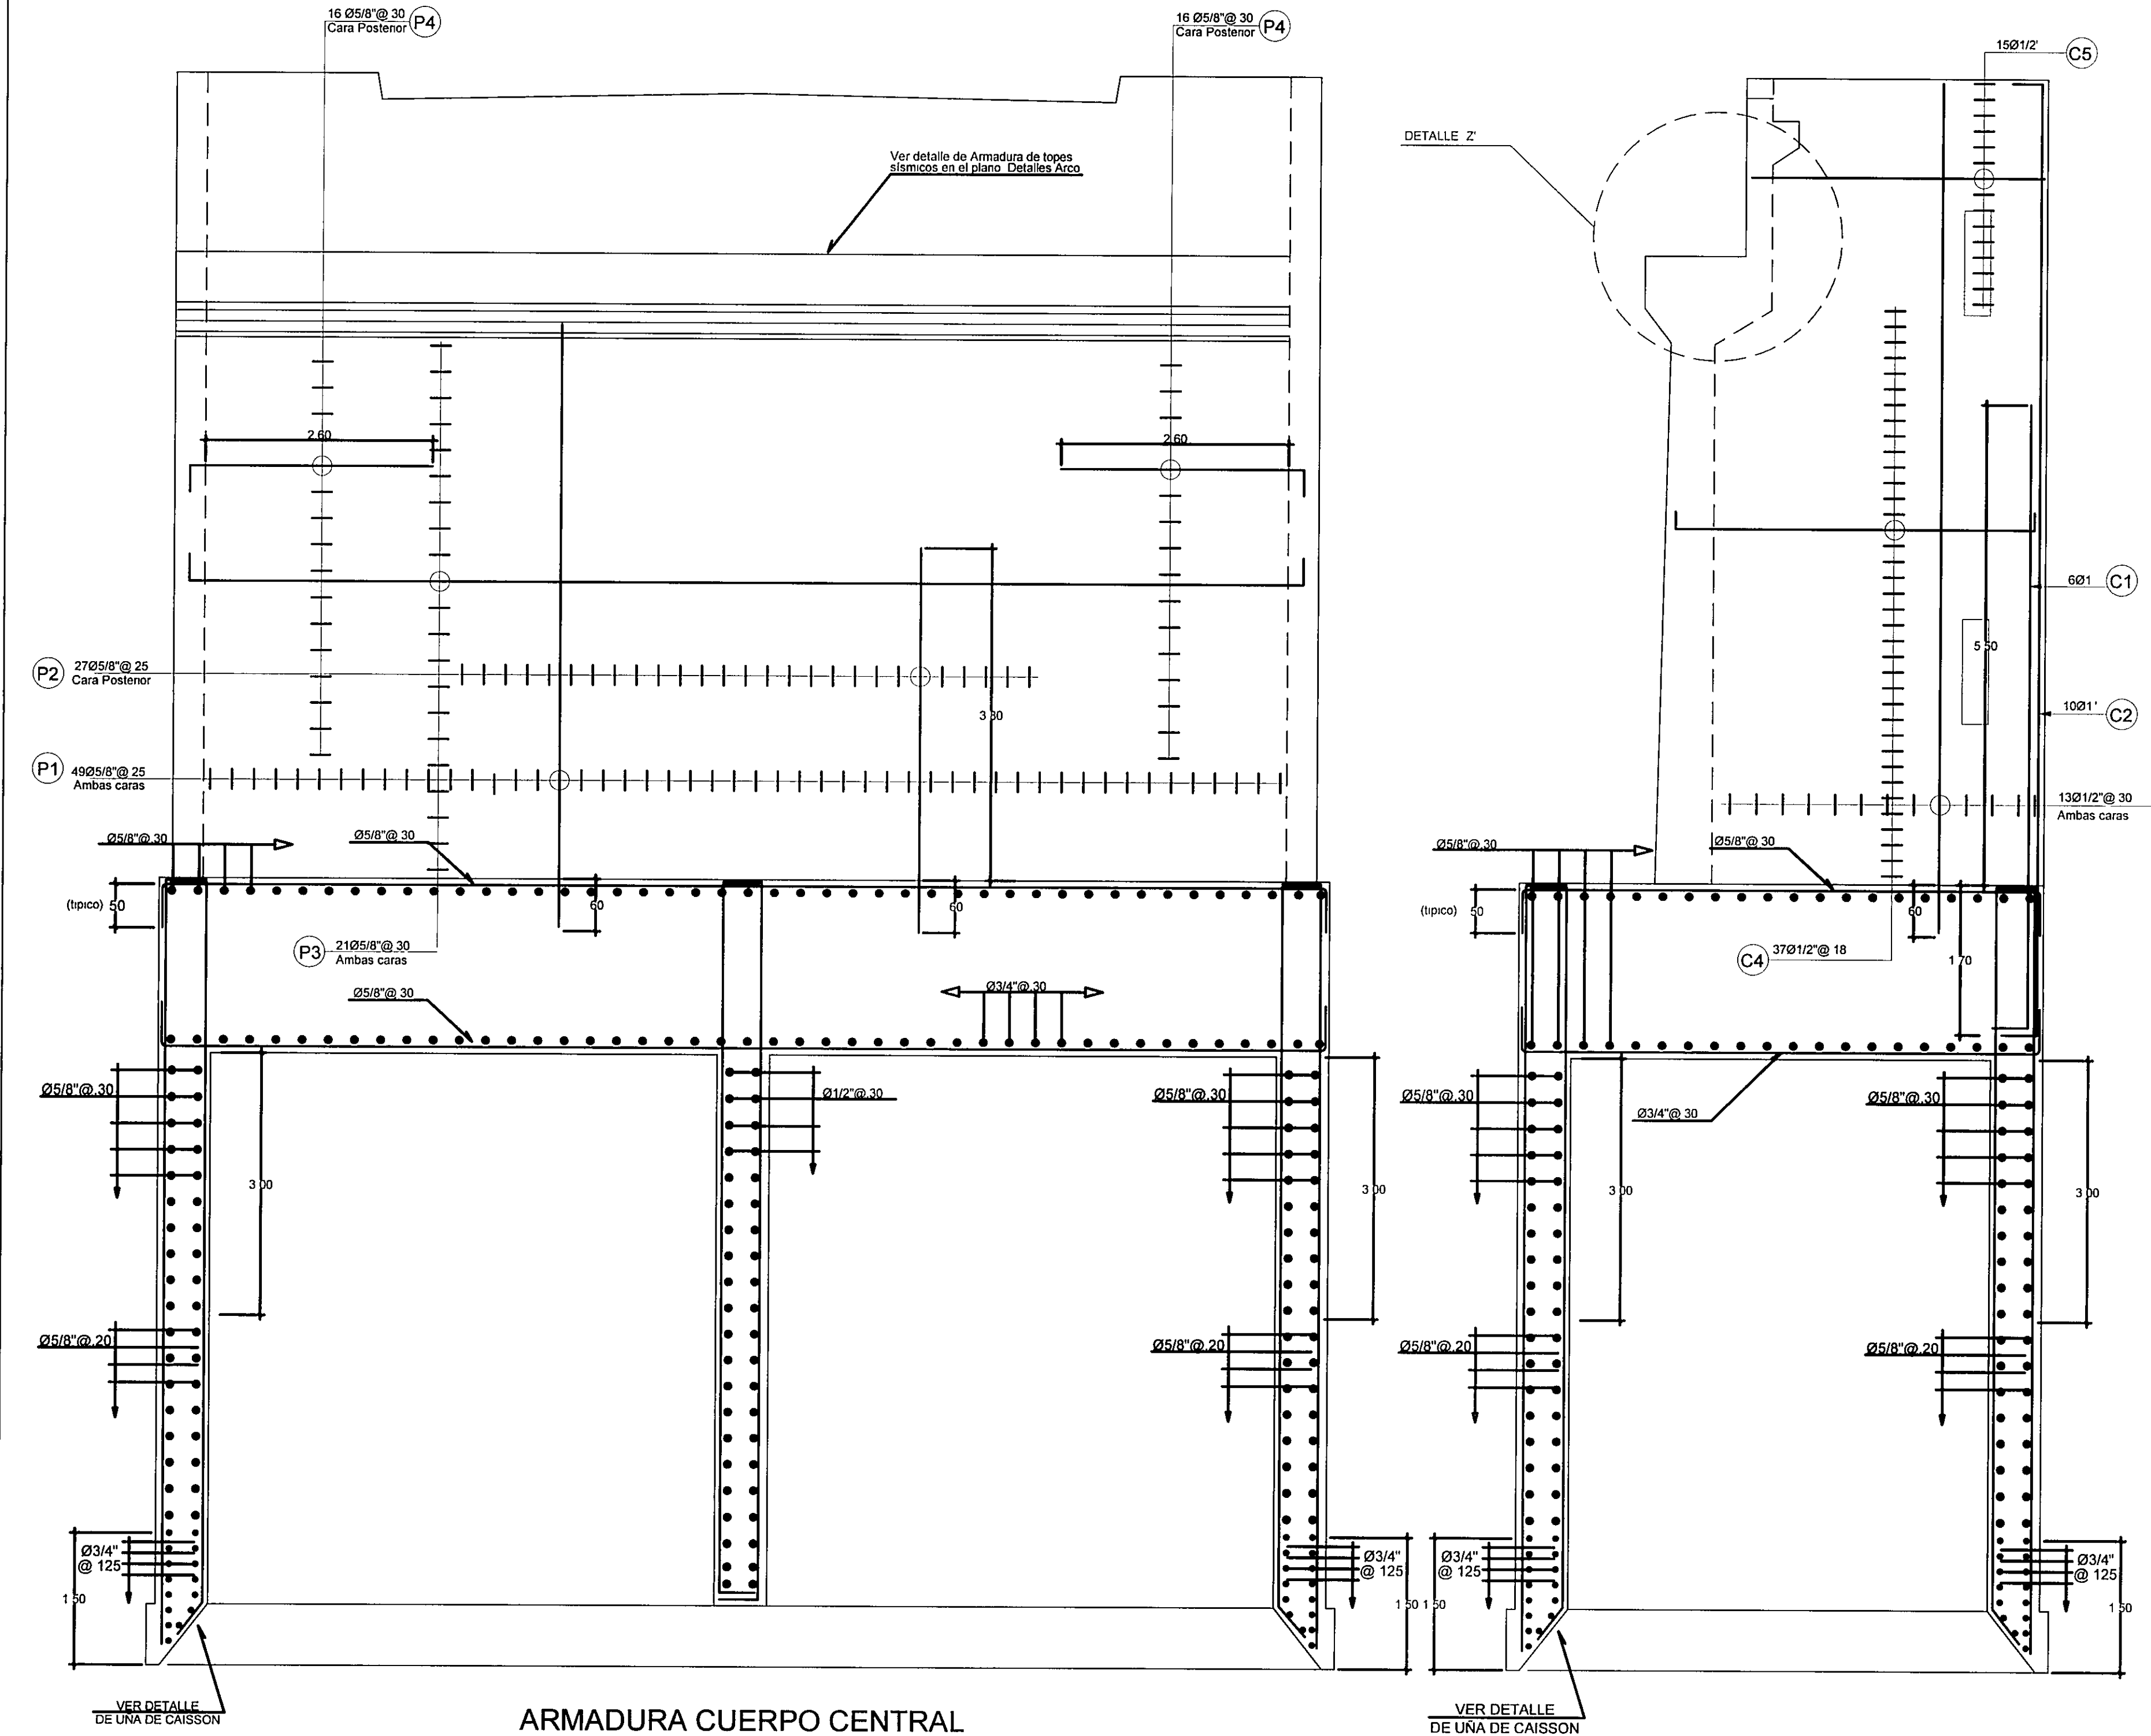 16 Ø5/8"@ 30
Cara Posterior
P4
16 Ø5/8"@ 30
Cara Posterior
P4
15Ø1/2'
C5
DETALLE Z'
Ver detalle de Armadura de topes
sísmicos en el plano Detalles Arco
2 60
2 60
6Ø1
C1
5 50
P2
27Ø5/8"@ 25
Cara Posterior
3 80
10Ø1'
C2
P1
49Ø5/8"@ 25
Ambas caras
13Ø1/2"@ 30
Ambas caras
Ø5/8"@.30
Ø5/8"@ 30
Ø5/8"@.30
Ø5/8"@ 30
(tipico)
50
60
60
(tipico)
50
60
P3
21Ø5/8"@ 30
Ambas caras
C4
37Ø1/2"@ 18
1 70
Ø5/8"@ 30
Ø3/4"@.30
Ø5/8"@.30
Ø1/2"@.30
Ø5/8"@.30
Ø5/8"@.30
Ø3/4"@ 30
Ø5/8"@.30
3 00
3 00
3 00
3 00
Ø5/8"@.20
Ø5/8"@.20
Ø5/8"@.20
Ø5/8"@.20
Ø3/4"
@ 125
Ø3/4"
@ 125
Ø3/4"
@ 125
Ø3/4"
@ 125
1 50
1 50
1 50
1 50
VER DETALLE
DE UÑA DE CAISSON
ARMADURA CUERPO CENTRAL
VER DETALLE
DE UÑA DE CAISSON